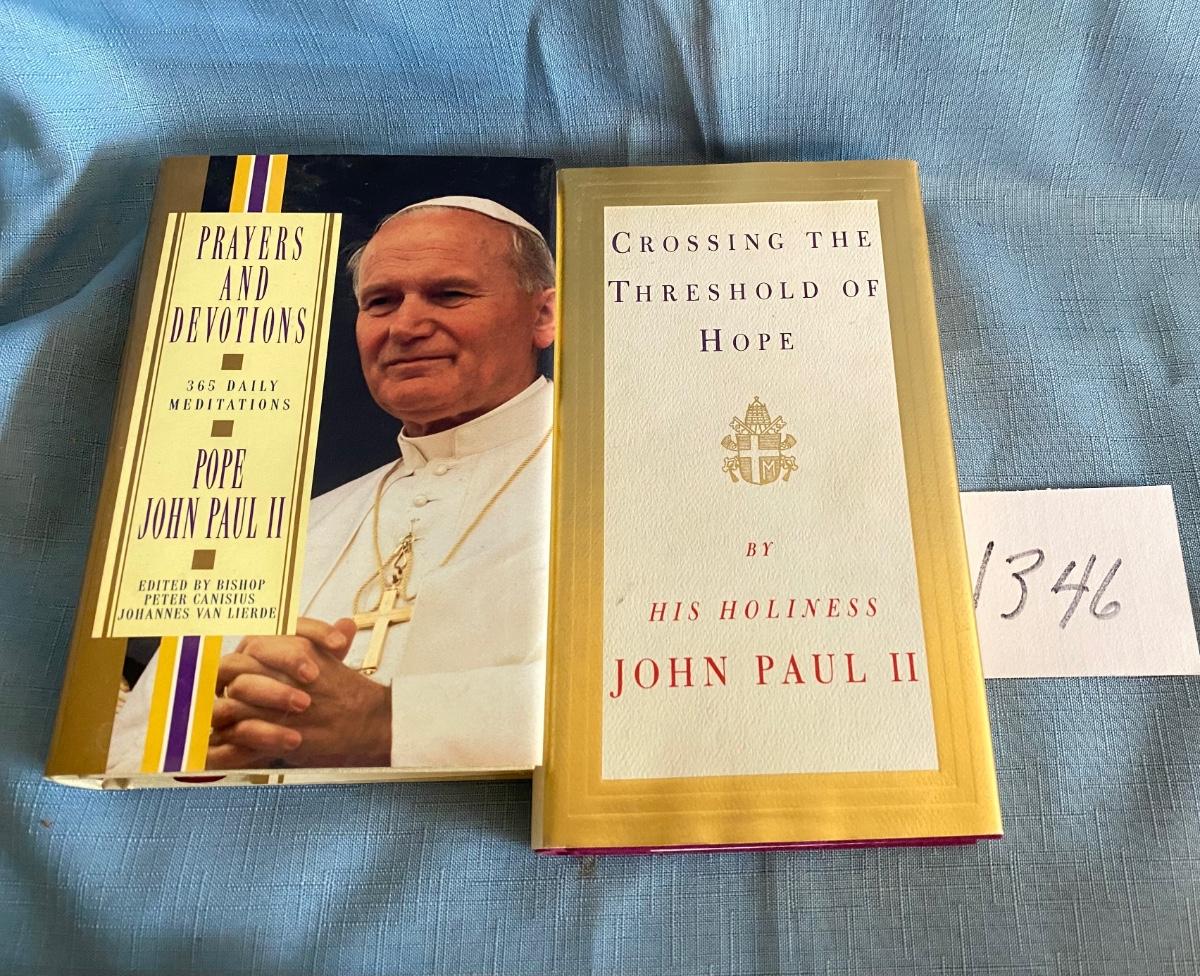 PRAYERS
AND
DEVOTIONS
365 DAILY
MEDITATIONS
POPE
JOHN PAUL II
EDITED BY BISHOP
PETER CANISIUS
JOHANNES VAN LIERDE
CROSSING THE
THRESHOLD OF
HOPE
M
BY
HIS HOLINESS
JOHN PAUL II
1346